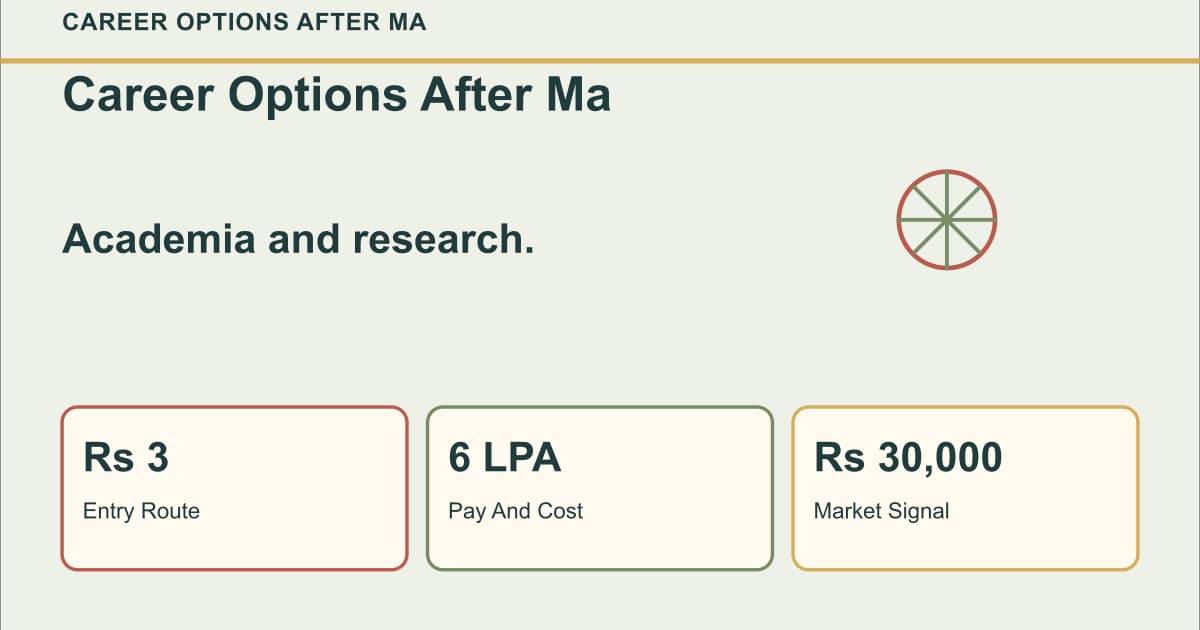 CAREER OPTIONS AFTER MA
Career Options After Ma
Academia and research.
Rs 3
Entry Route
6 LPA
Pay And Cost
Rs 30,000
Market Signal